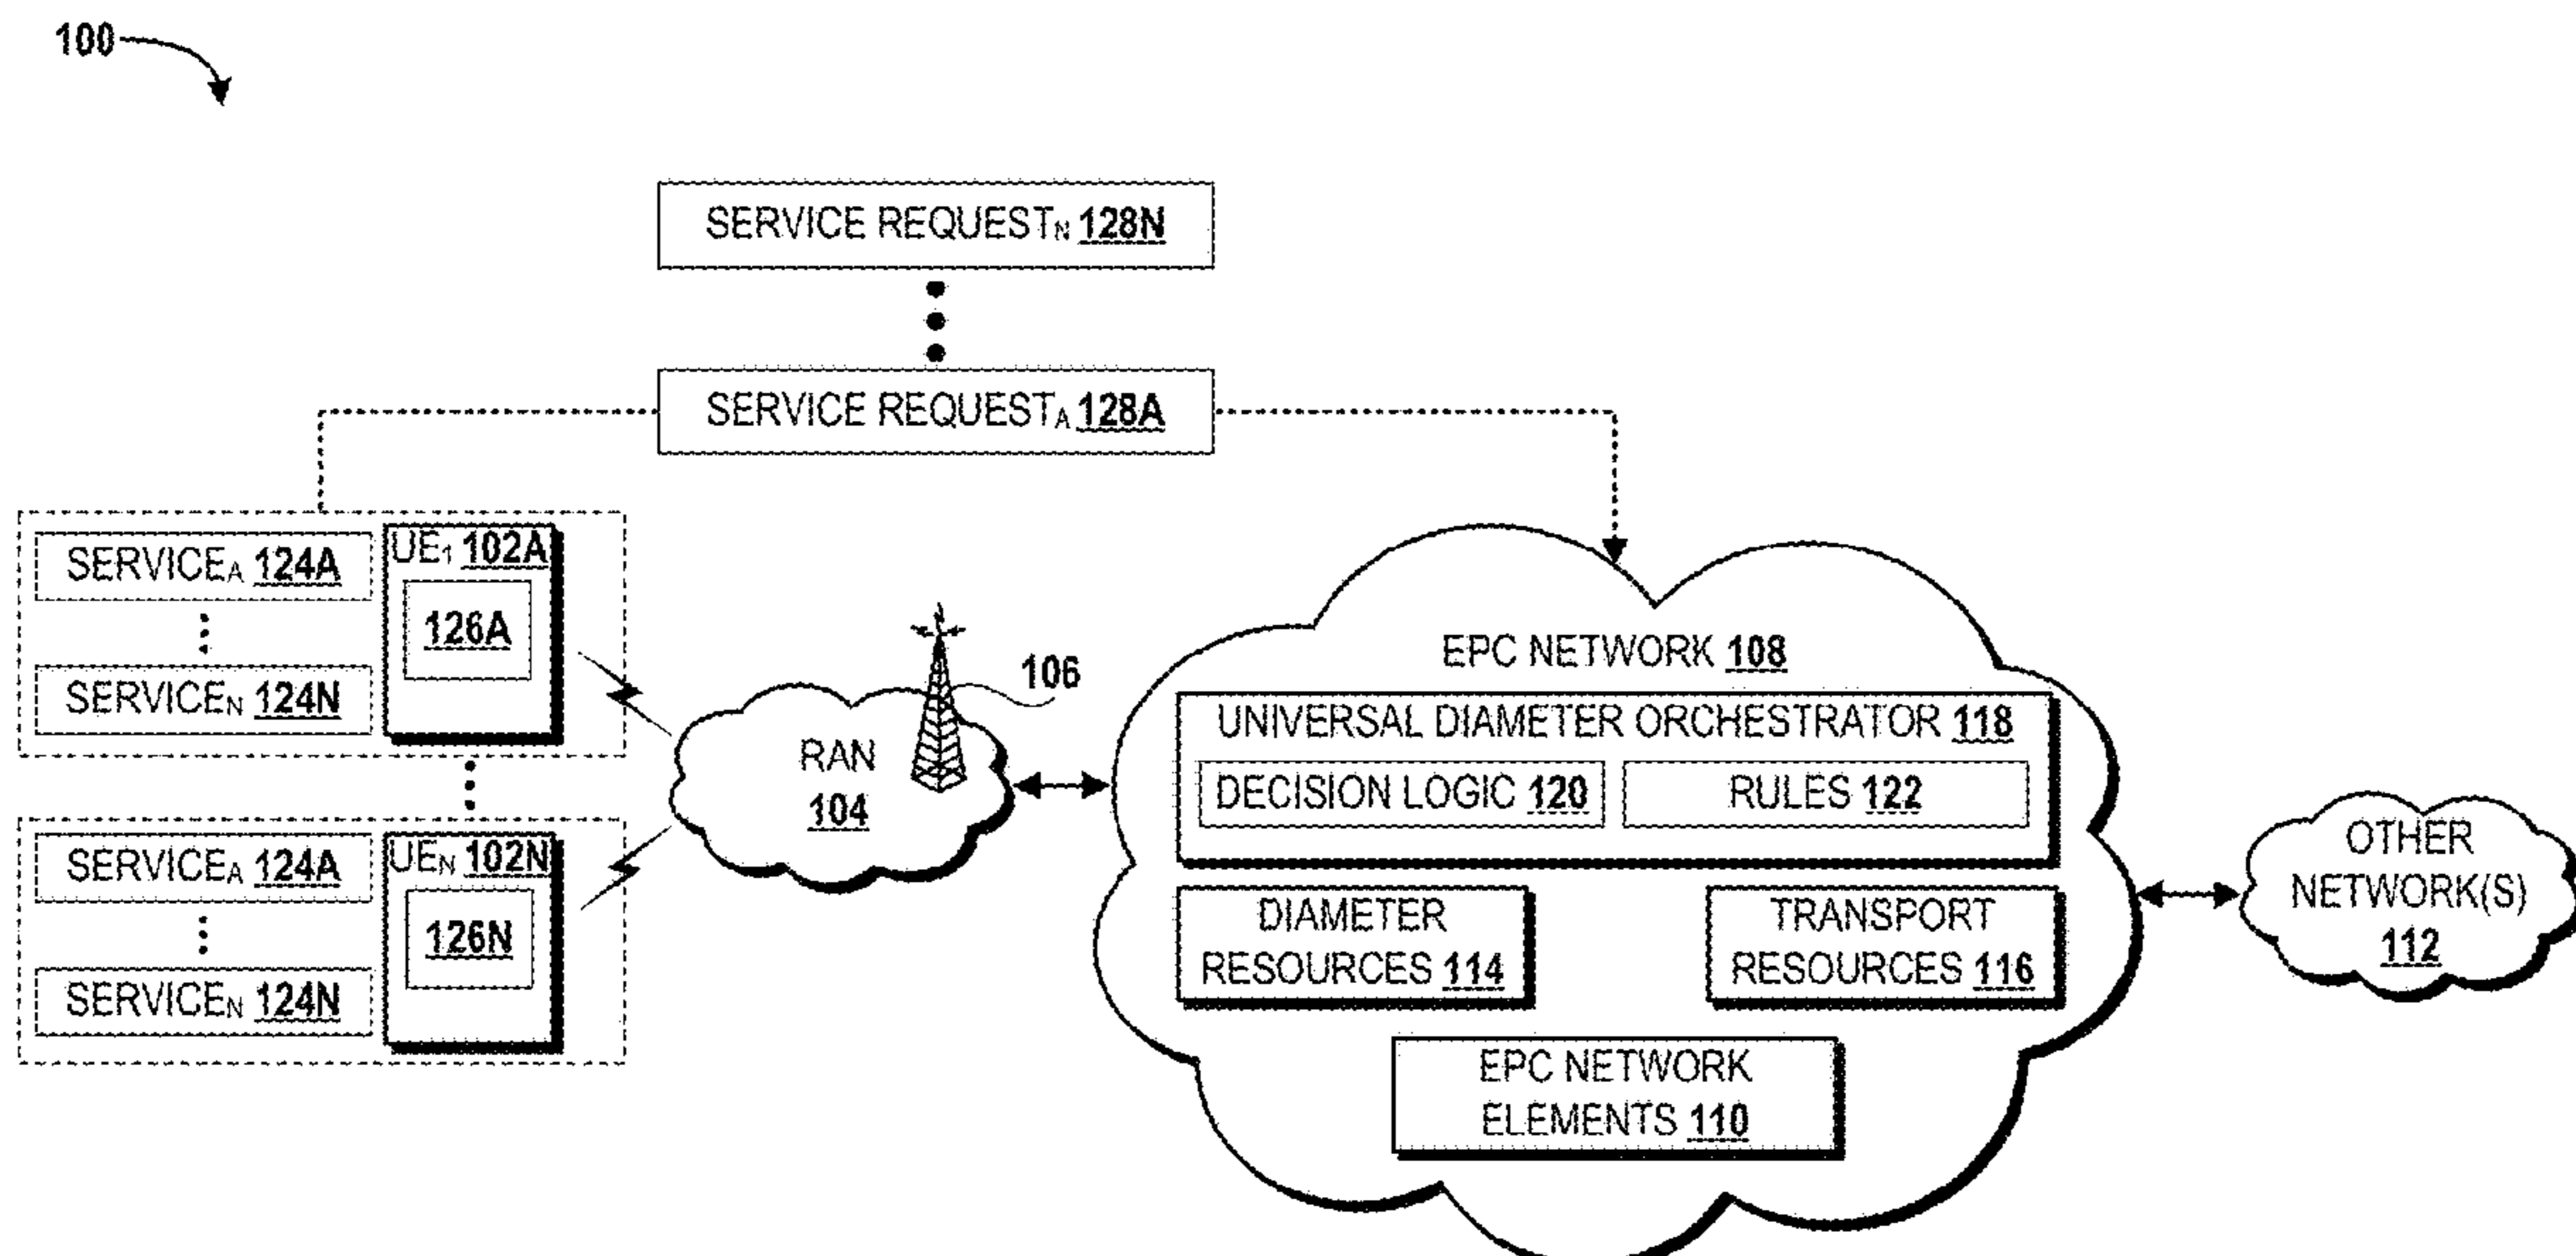 100
SERVICE REQUESTN 128N
SERVICE REQUESTA 128A
SERVICEA 124A
SERVICEN 124N
UE1 102A
126A
SERVICEA 124A
SERVICEN 124N
UEN 102N
126N
RAN
104
106
EPC NETWORK 108
UNIVERSAL DIAMETER ORCHESTRATOR 118
DECISION LOGIC 120
RULES 122
DIAMETER
RESOURCES 114
TRANSPORT
RESOURCES 116
EPC NETWORK
ELEMENTS 110
OTHER
NETWORK(S)
112